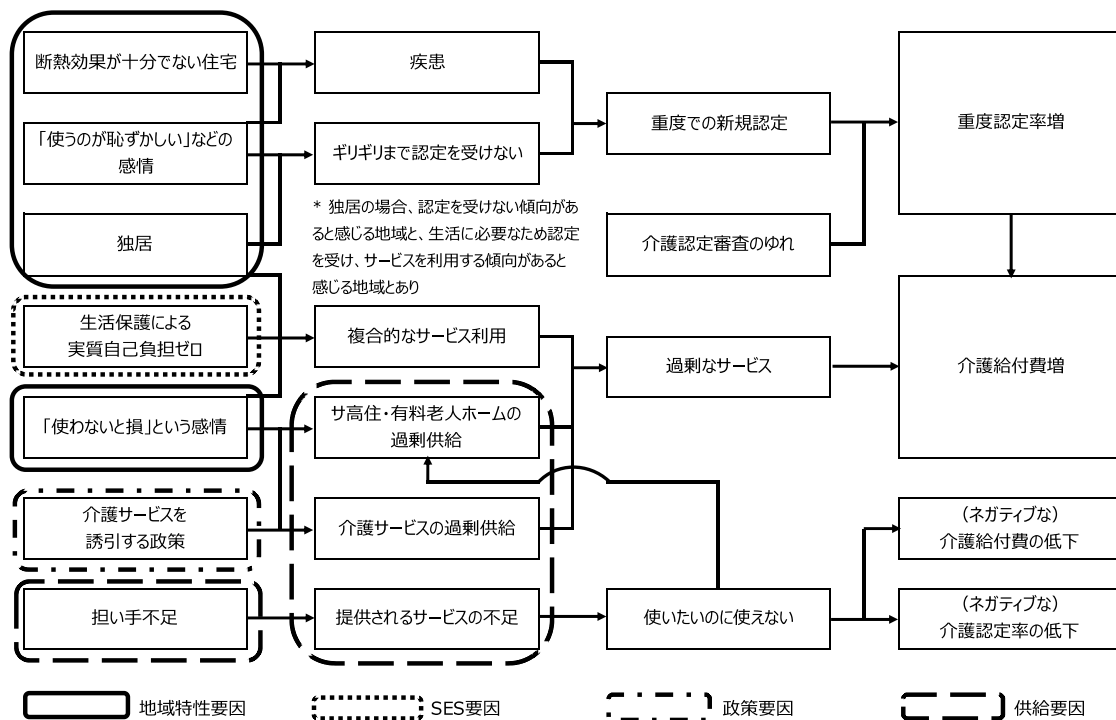 断熱効果が十分でない住宅
疾患
重度での新規認定
重度認定率増
「使うのが恥ずかしい」などの
感情
ギリギリまで認定を受けない
* 独居の場合、認定を受けない傾向があ
ると感じる地域と、生活に必要なため認定
を受け、サービスを利用する傾向があると
感じる地域とあり
独居
介護認定審査のゆれ
生活保護による
実質自己負担ゼロ
複合的なサービス利用
過剰なサービス
介護給付費増
「使わないと損」という感情
サ高住・有料老人ホームの
過剰供給
介護サービスを
誘引する政策
介護サービスの過剰供給
（ネガティブな）
介護給付費の低下
担い手不足
提供されるサービスの不足
使いたいのに使えない
（ネガティブな）
介護認定率の低下
地域特性要因
SES要因
政策要因
供給要因